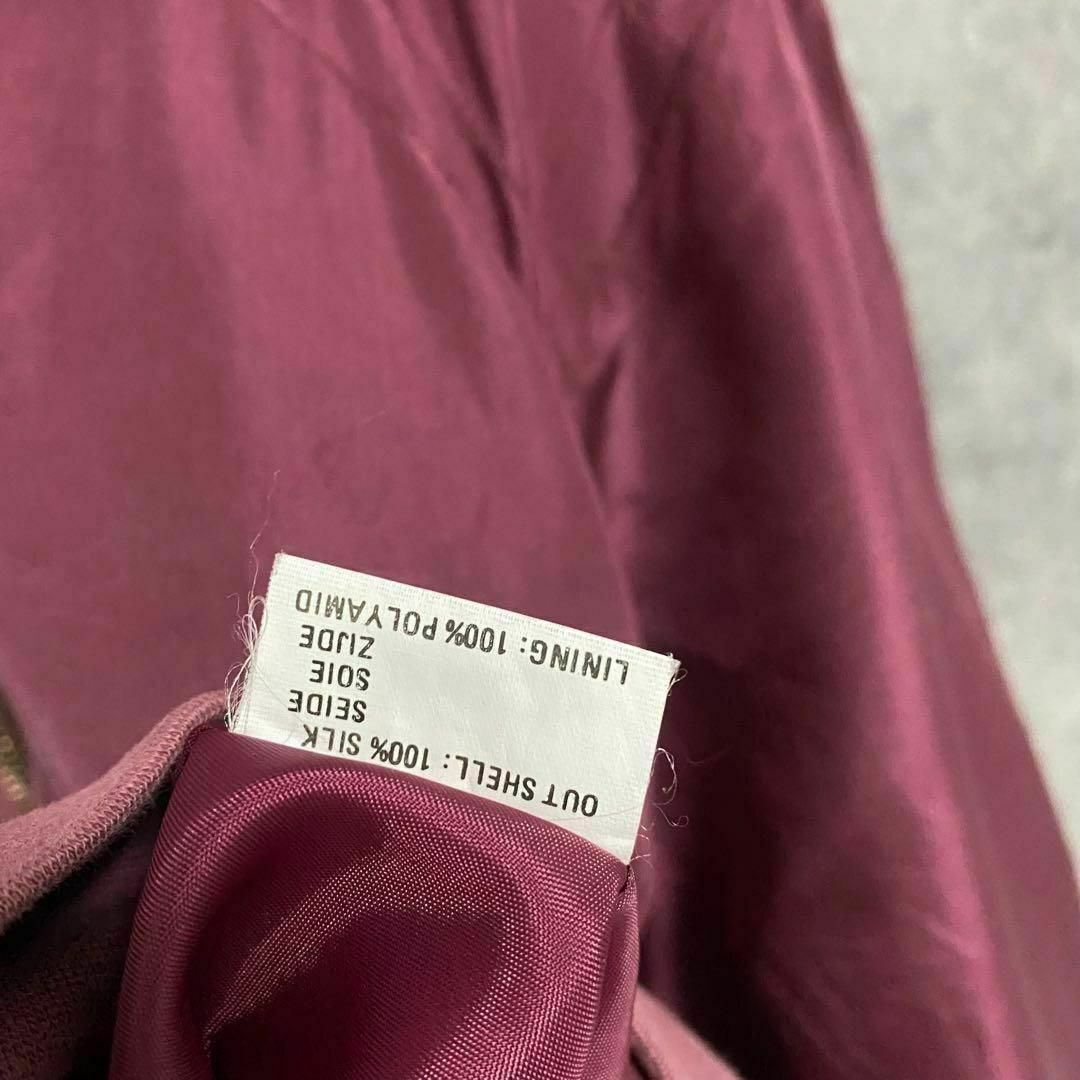 OUT SHELL: 100% SILK
SEIDE
SOIE
ZIJDE
LINING: 100% POLYAMID